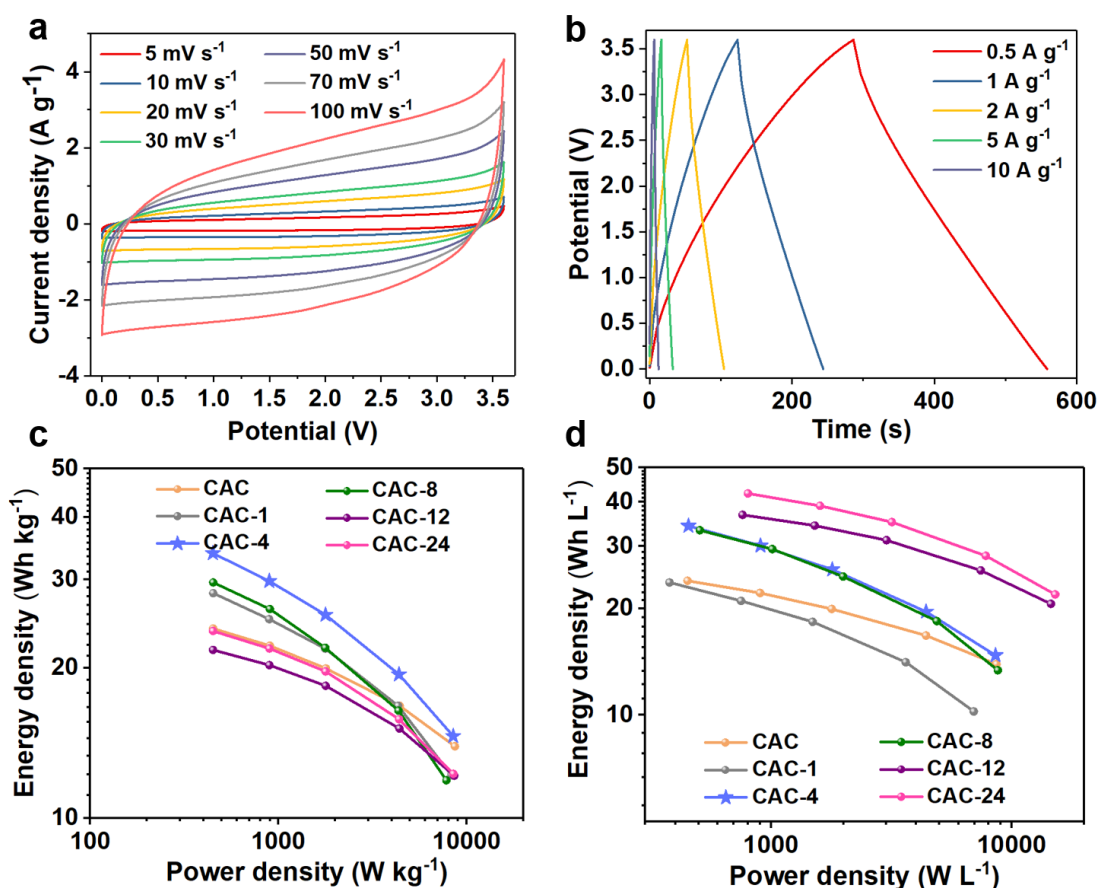 a
5 mV s⁻¹
10 mV s⁻¹
20 mV s⁻¹
30 mV s⁻¹
50 mV s⁻¹
70 mV s⁻¹
100 mV s⁻¹
4
2
0
-2
-4
Current density (A g⁻¹)
0.0 0.5 1.0 1.5 2.0 2.5 3.0 3.5
Potential (V)
b
0.5 A g⁻¹
1 A g⁻¹
2 A g⁻¹
5 A g⁻¹
10 A g⁻¹
3.5
3.0
2.5
2.0
1.5
1.0
0.5
0.0
Potential (V)
0 200 400 600
Time (s)
c
CAC
CAC-1
CAC-4
CAC-8
CAC-12
CAC-24
50
40
30
20
10
Energy density (Wh kg⁻¹)
100 1000 10000
Power density (W kg⁻¹)
d
50
40
30
20
10
Energy density (Wh L⁻¹)
CAC
CAC-1
CAC-4
CAC-8
CAC-12
CAC-24
1000 10000
Power density (W L⁻¹)